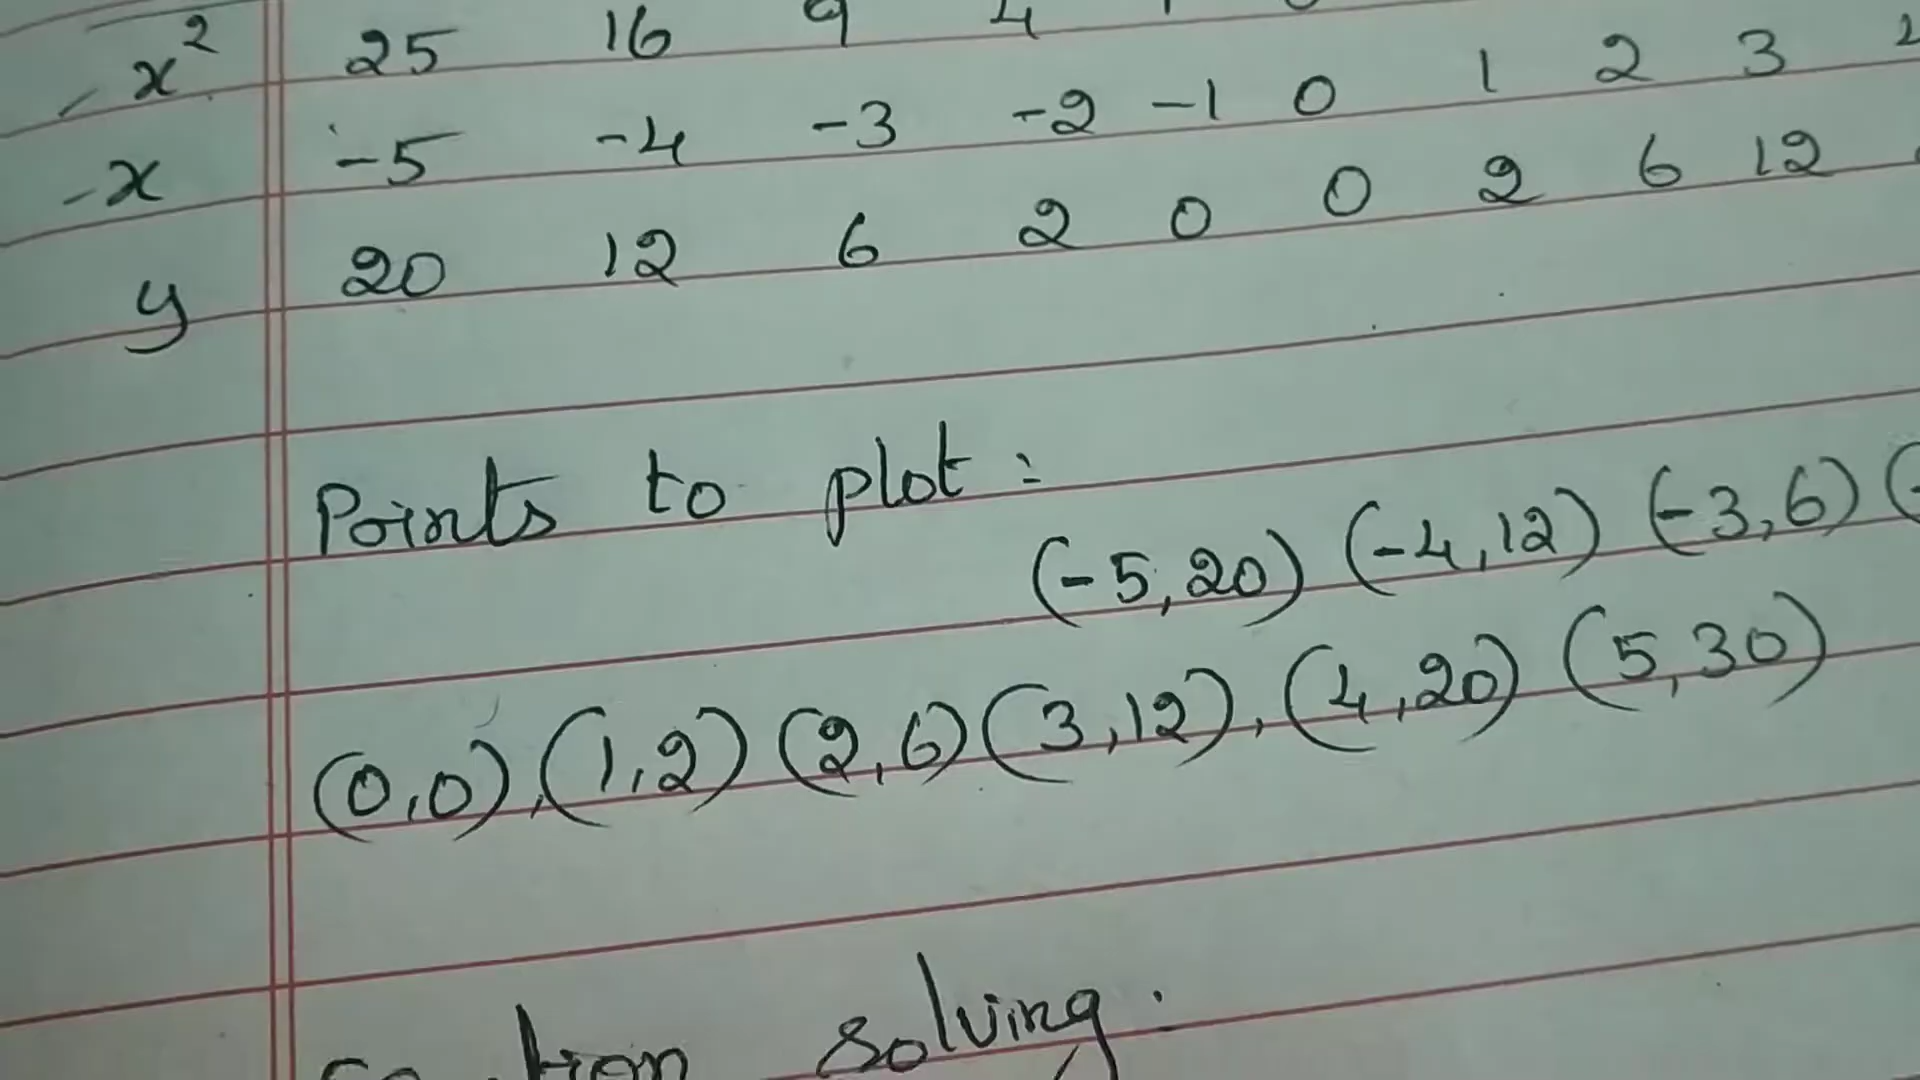 x² 25 16 9 4
x -5 -4 -3 -2 -1 0 1 2 3
y 20 12 6 2 0 0 2 6 12
Points to plot :
(-5,20) (-4,12) (-3,6) (-
(0,0), (1,2) (2,6) (3,12), (4,20) (5,30)
solving :